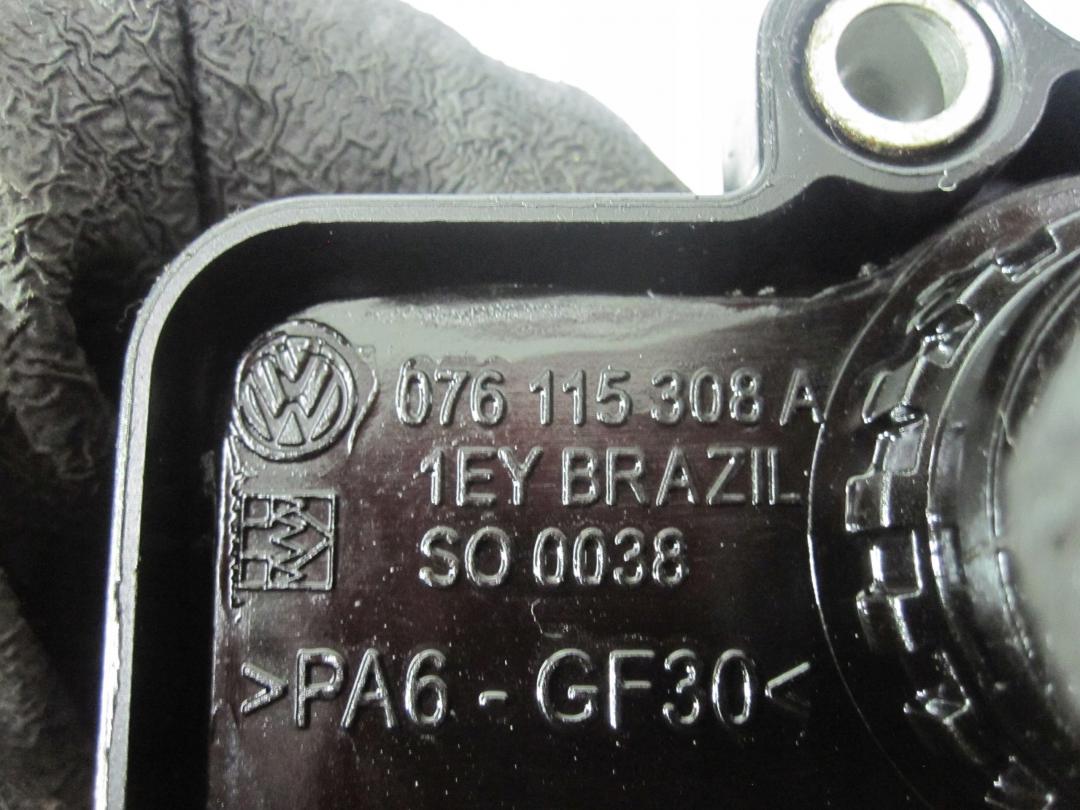 076 115 308 A
1EY BRAZIL
SO 0038
>PA6 - GF30<